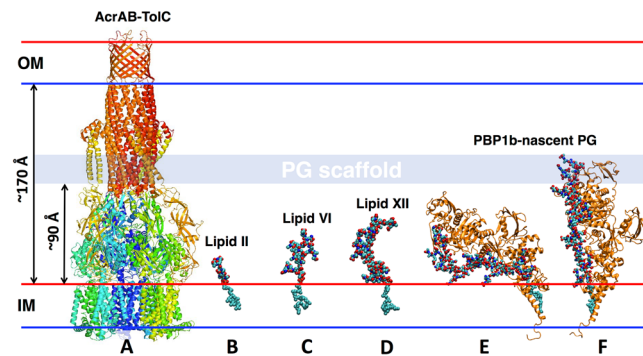 AcrAB-TolC
OM
PBP1b-nascent PG
PG scaffold
~170 Å
~90 Å
Lipid II
Lipid VI
Lipid XII
IM
A B C D E F